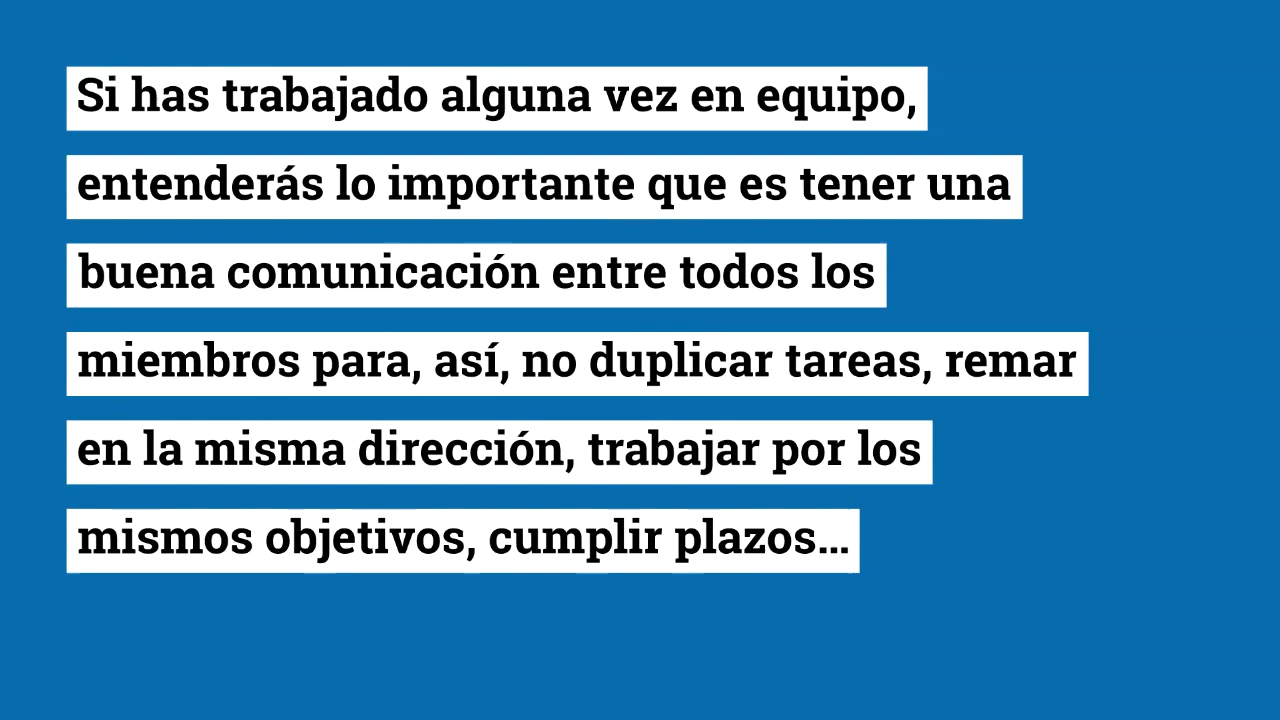 Si has trabajado alguna vez en equipo,
entenderás lo importante que es tener una
buena comunicación entre todos los
miembros para, así, no duplicar tareas, remar
en la misma dirección, trabajar por los
mismos objetivos, cumplir plazos...